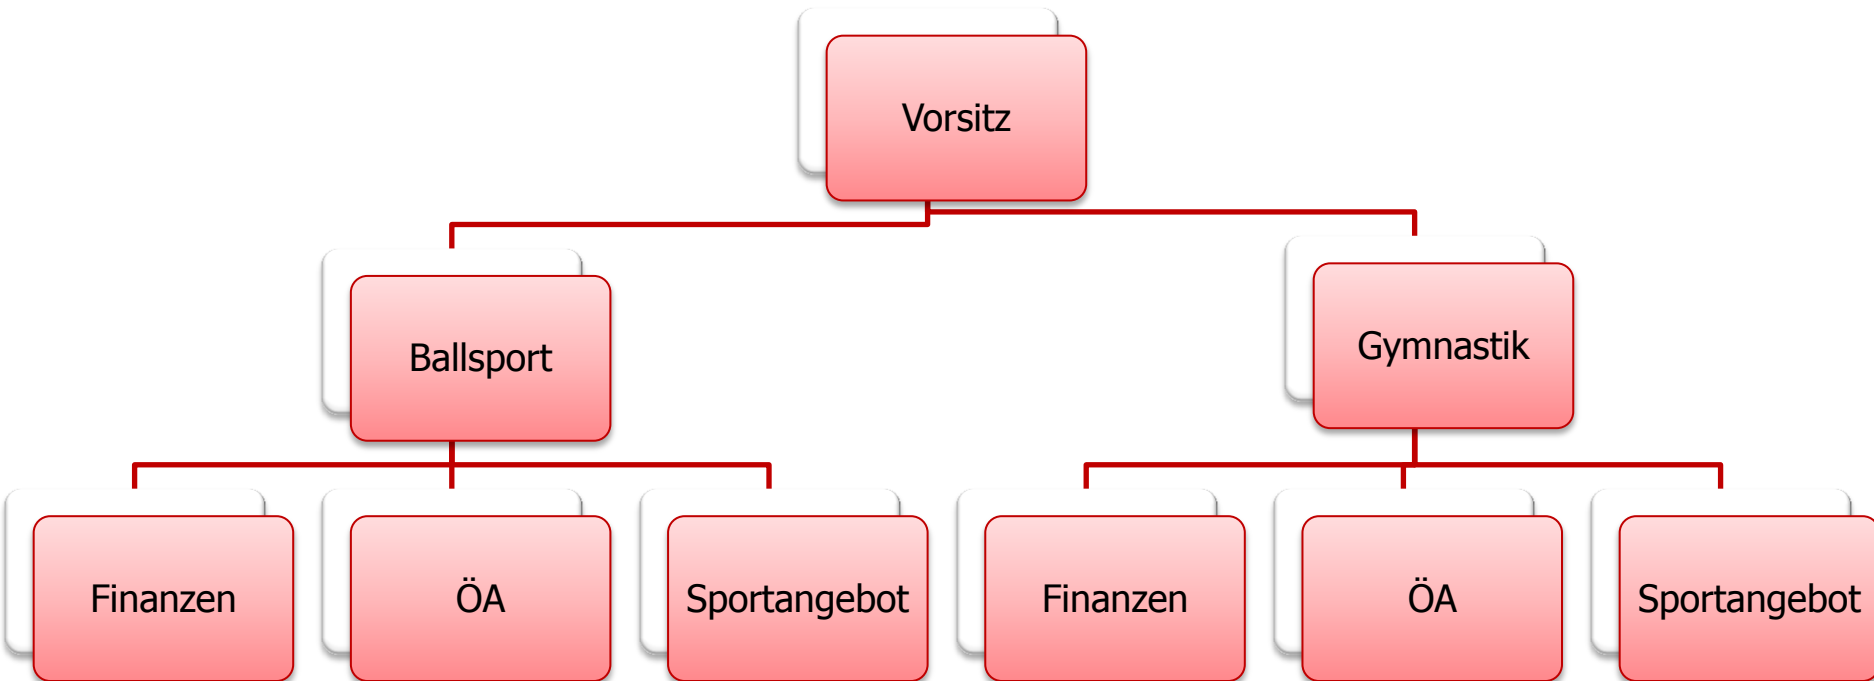 Vorsitz
Ballsport
Gymnastik
Finanzen
ÖA
Sportangebot
Finanzen
ÖA
Sportangebot